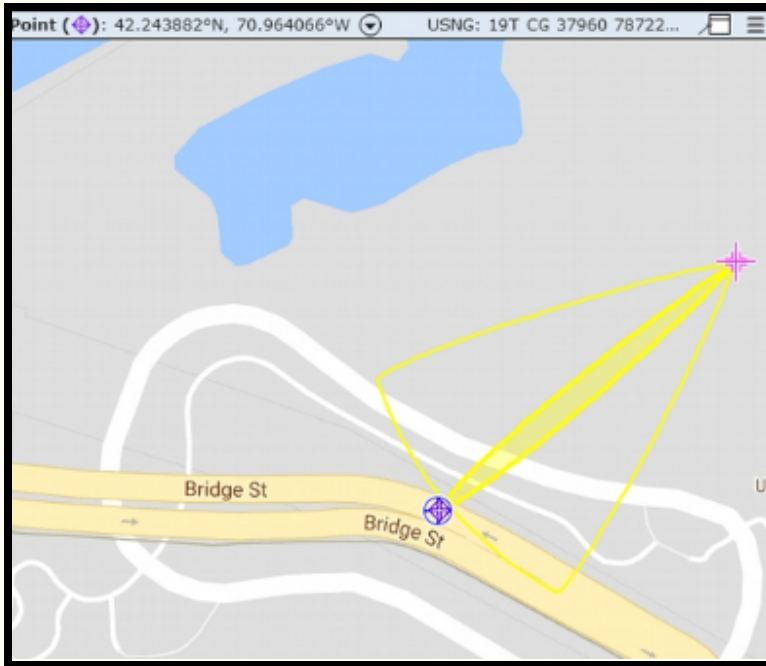 Point ( ): 42.243882°N, 70.964066°W USNG: 19T CG 37960 78722...
U
Bridge St
Bridge St